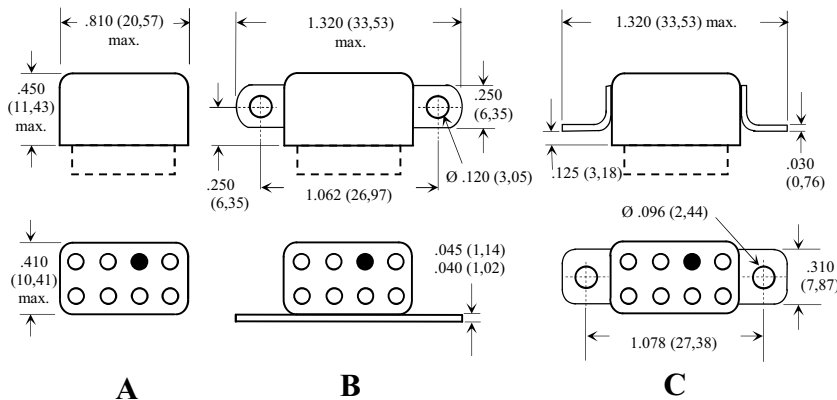 .810 (20,57)
max.
1.320 (33,53)
max.
1.320 (33,53) max.
.450
(11,43)
max.
.250
(6,35)
.250
(6,35)
Ø .120 (3,05)
1.062 (26,97)
.125 (3,18)
.030
(0,76)
.410
(10,41)
max.
.045 (1,14)
.040 (1,02)
Ø .096 (2,44)
.310
(7,87)
1.078 (27,38)
A
B
C